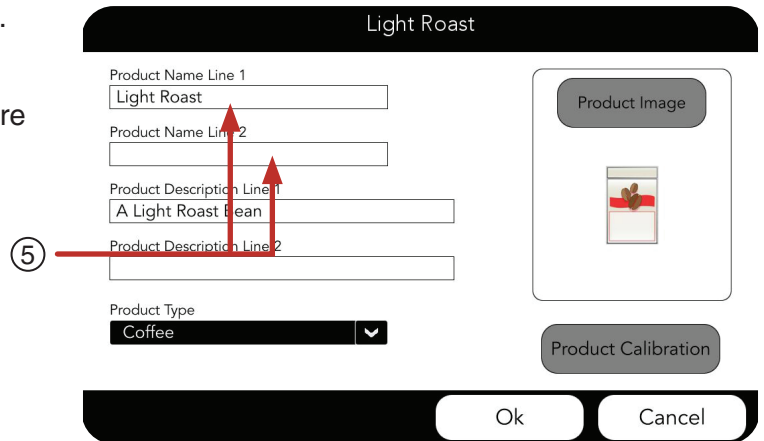 .
re
Light Roast
Product Name Line 1
Light Roast
Product Name Line 2
Product Description Line 1
A Light Roast Bean
Product Description Line 2
Product Type
Coffee
Product Image
Product Calibration
⑤
Ok
Cancel